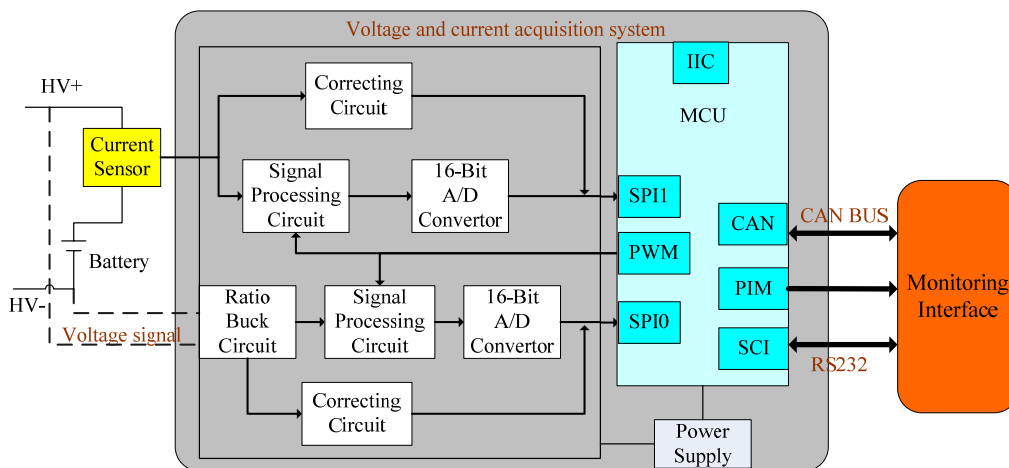 Voltage and current acquisition system
HV+
Current
Sensor
Battery
HV-
Voltage signal
Correcting
Circuit
Signal
Processing
Circuit
16-Bit
A/D
Convertor
Ratio
Buck
Circuit
Signal
Processing
Circuit
16-Bit
A/D
Convertor
Correcting
Circuit
IIC
MCU
SPI1
PWM
SPI0
CAN
PIM
SCI
Power
Supply
CAN BUS
RS232
Monitoring
Interface